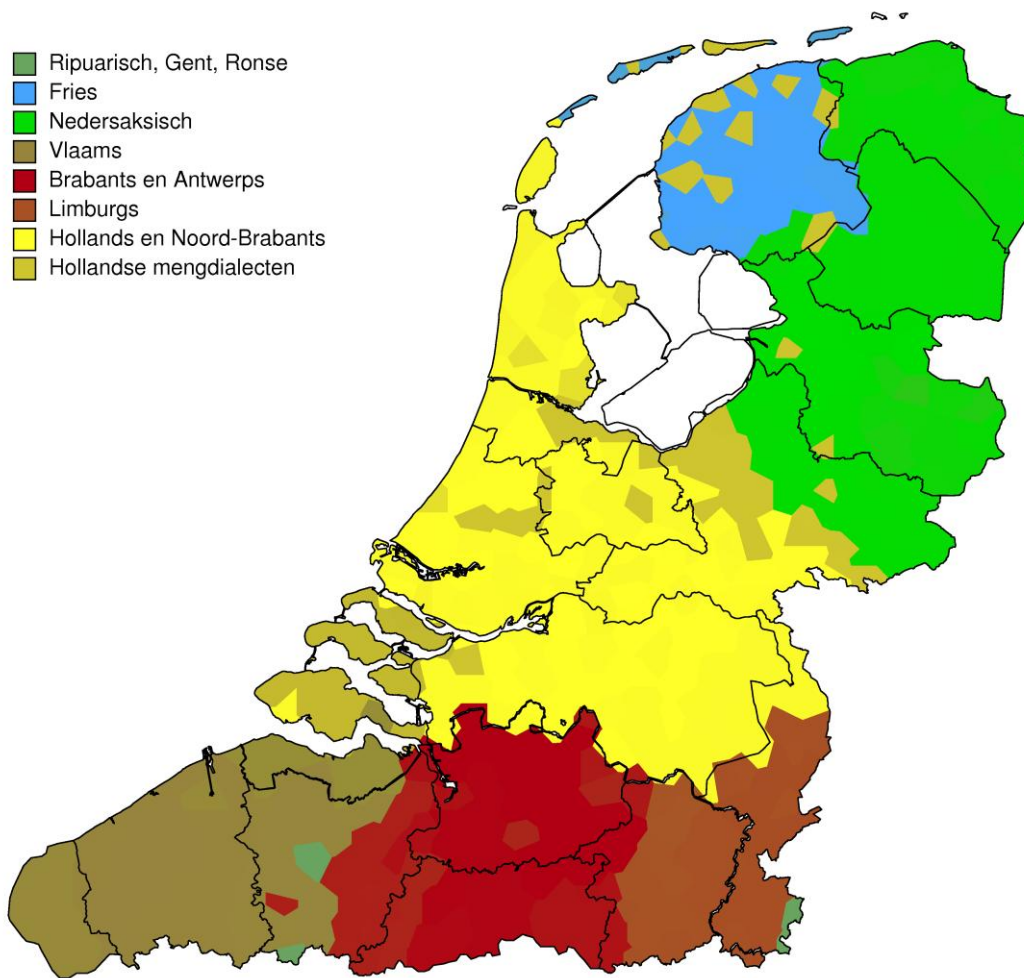 Ripuarisch, Gent, Ronse
Fries
Nedersaksisch
Vlaams
Brabants en Antwerps
Limburgs
Hollands en Noord-Brabants
Hollandse mengdialecten